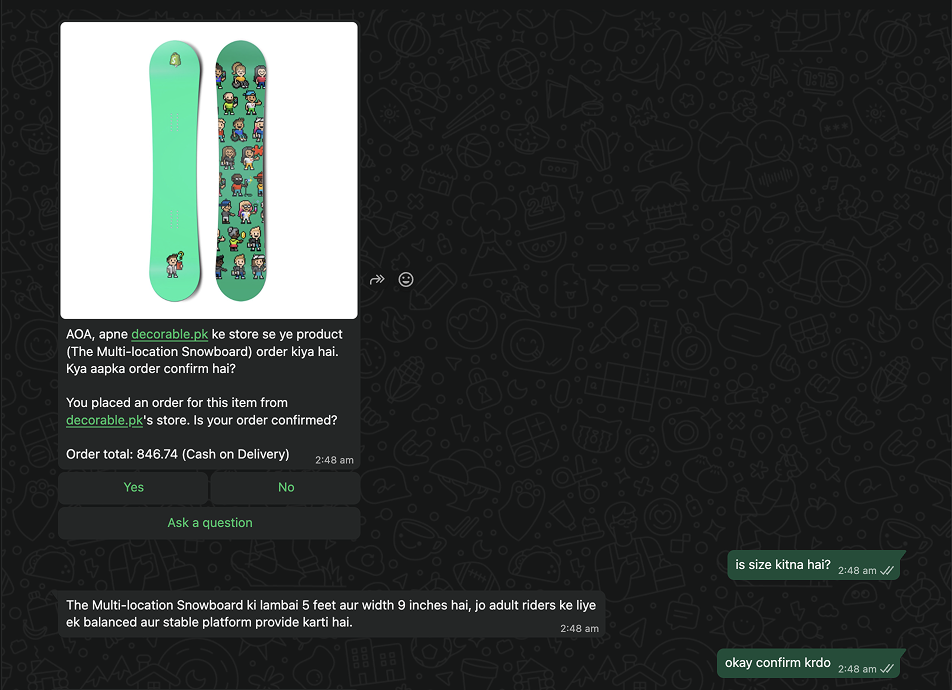 AOA, apne decorable.pk ke store se ye product
(The Multi-location Snowboard) order kiya hai.
Kya aapka order confirm hai?
You placed an order for this item from
decorable.pk's store. Is your order confirmed?
Order total: 846.74 (Cash on Delivery)
2:48 am
Yes
No
Ask a question
is size kitna hai?
2:48 am
The Multi-location Snowboard ki lambai 5 feet aur width 9 inches hai, jo adult riders ke liye
ek balanced aur stable platform provide karti hai.
2:48 am
okay confirm krdo
2:48 am